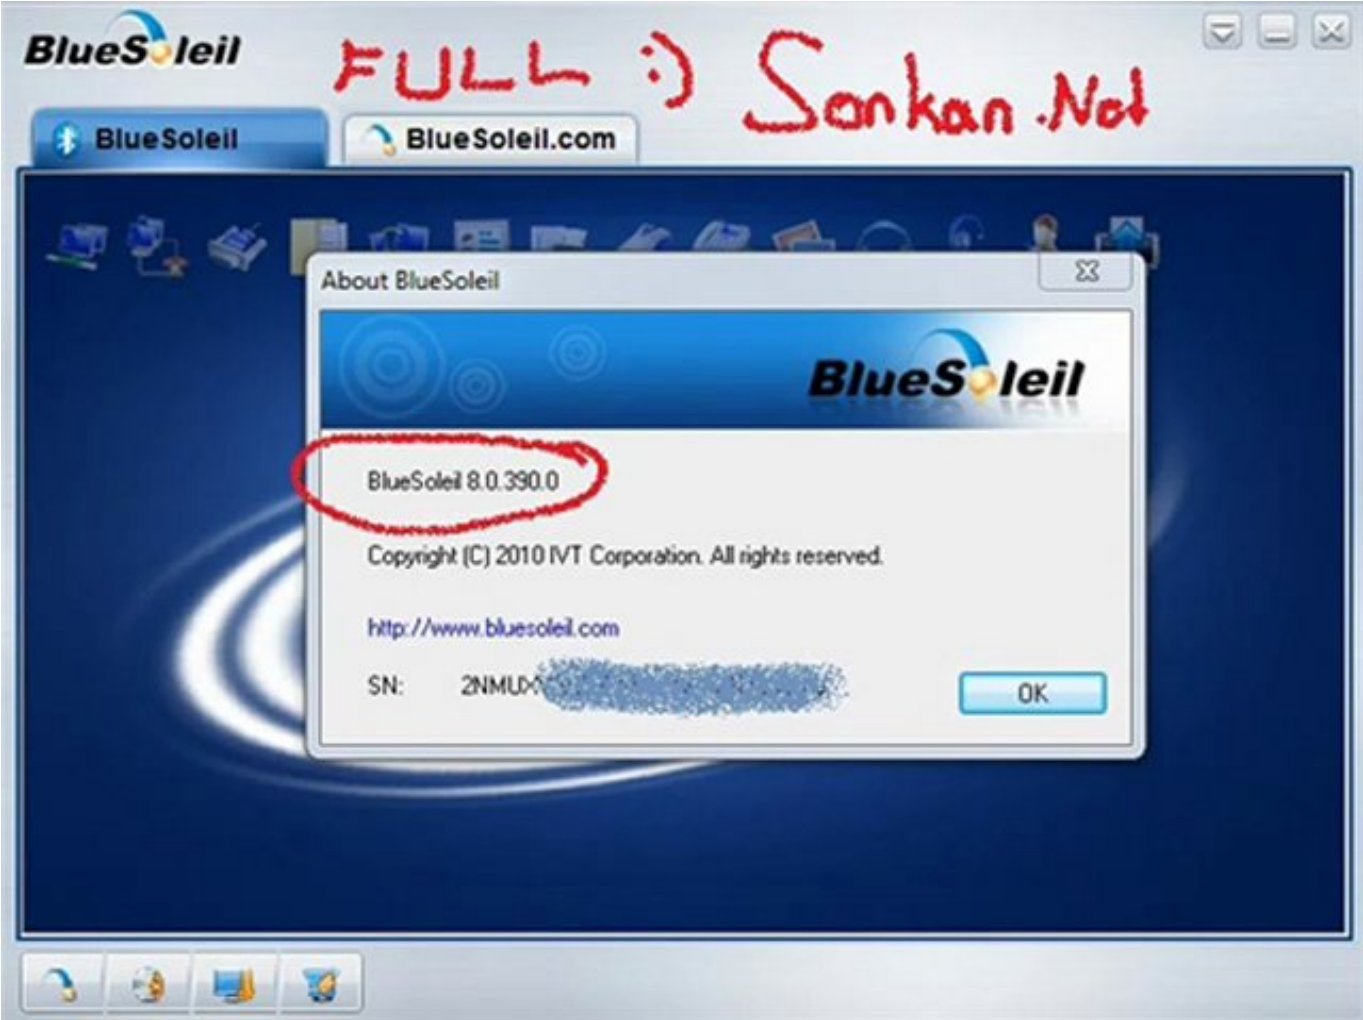 BlueSoleil
FULL :) Sonkan.Net
BlueSoleil
BlueSoleil.com
About BlueSoleil
BlueSoleil
BlueSoleil 8.0.390.0
Copyright (C) 2010 IVT Corporation. All rights reserved.
http://www.bluesoleil.com
SN: 2NMUX
OK